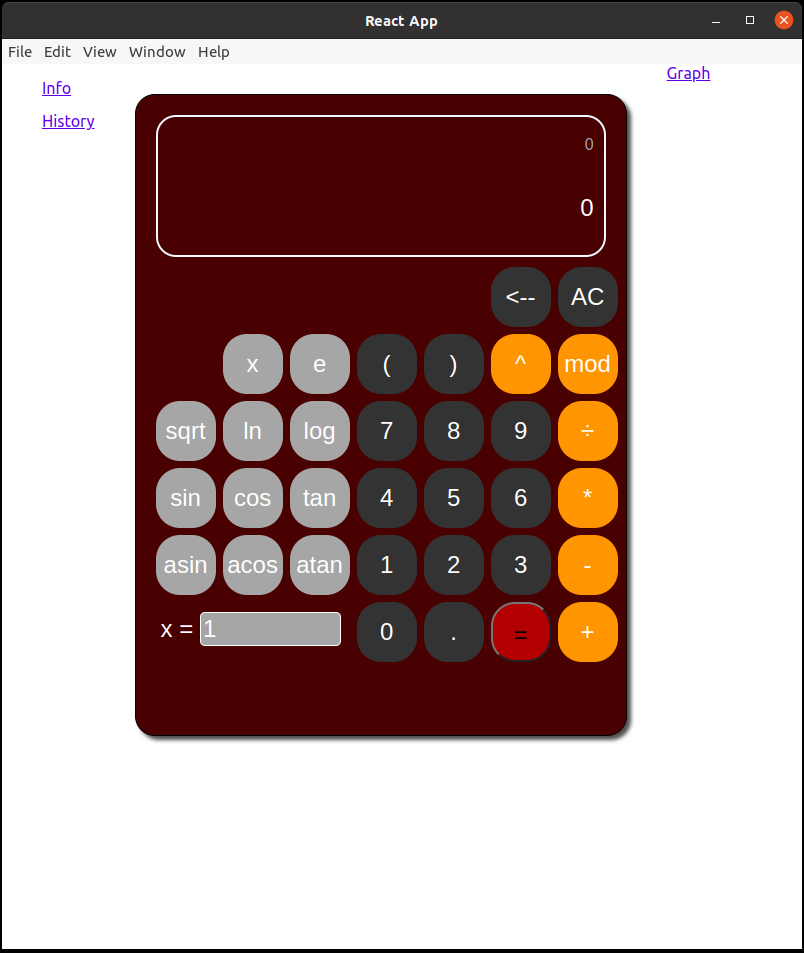 React App
File Edit View Window Help
Graph
Info
History
0
0
<-- AC
x e ( ) ^ mod
sqrt ln log 7 8 9 ÷
sin cos tan 4 5 6 *
asin acos atan 1 2 3 -
x = 1 0 . = +